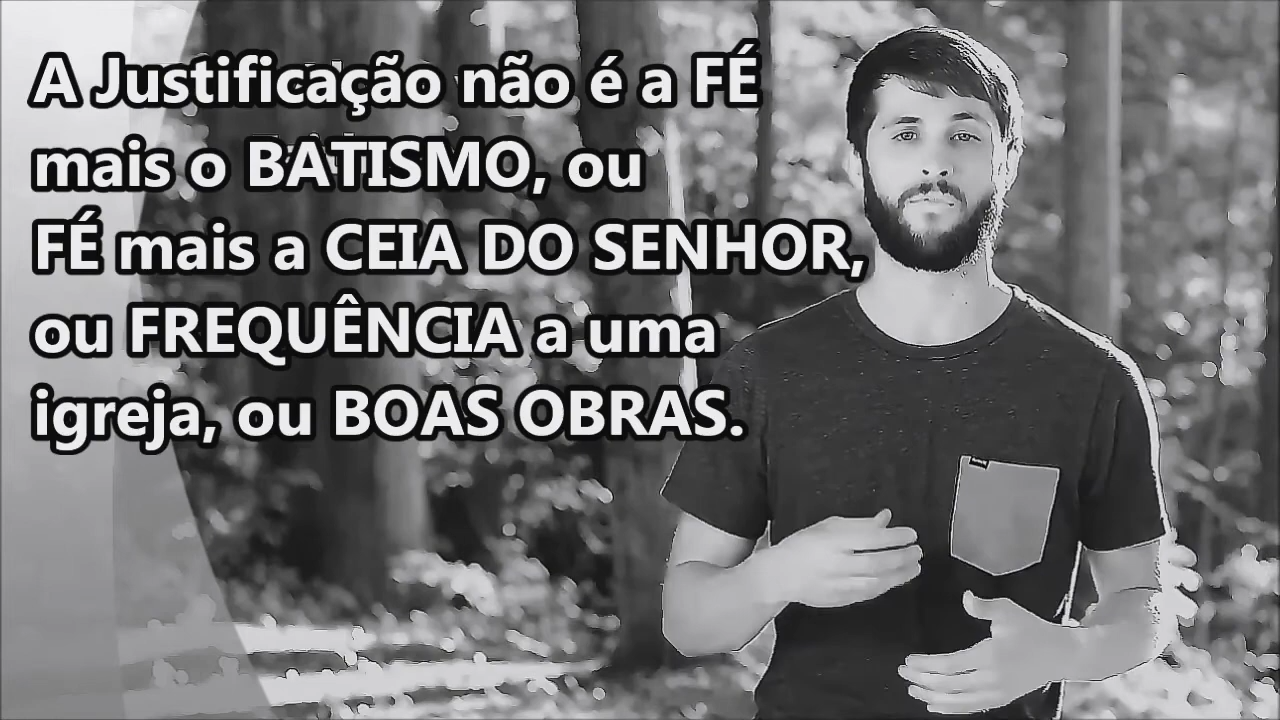 A Justificação não é a FÉ
mais o BATISMO, ou
FÉ mais a CEIA DO SENHOR,
ou FREQUÊNCIA a uma
igreja, ou BOAS OBRAS.